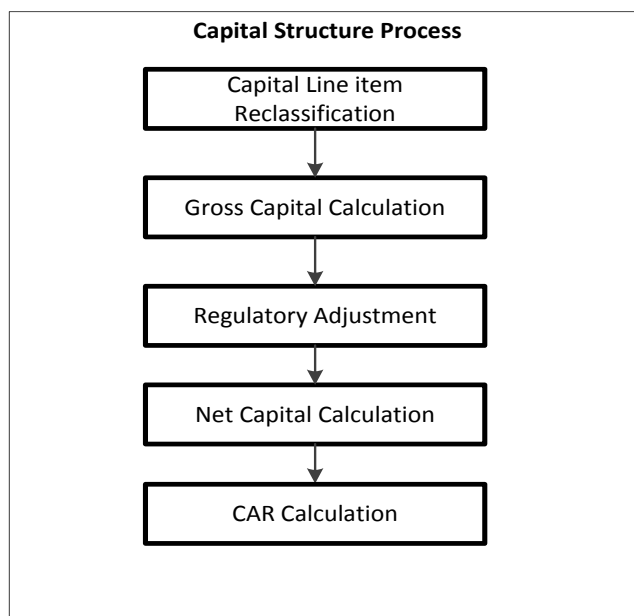 Capital Structure Process
Capital Line item
Reclassification
Gross Capital Calculation
Regulatory Adjustment
Net Capital Calculation
CAR Calculation